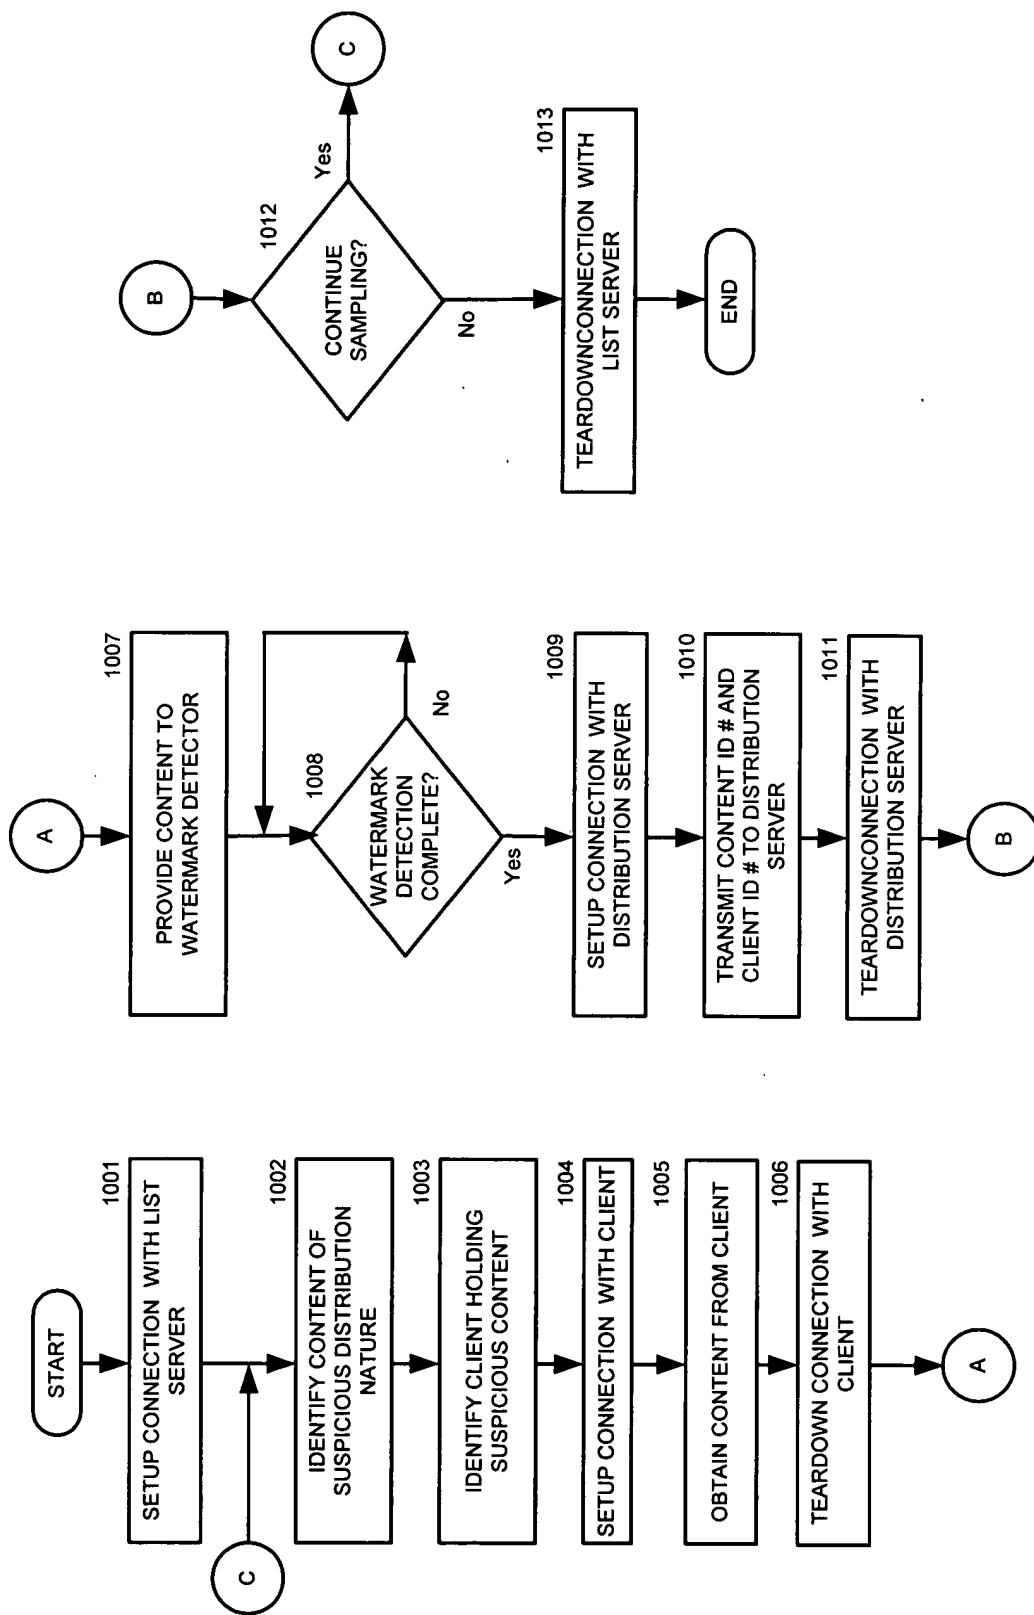 START
1001
SETUP CONNECTION WITH LIST
SERVER
C
1002
IDENTIFY CONTENT OF
SUSPICIOUS DISTRIBUTION
NATURE
1003
IDENTIFY CLIENT HOLDING
SUSPICIOUS CONTENT
1004
SETUP CONNECTION WITH CLIENT
1005
OBTAIN CONTENT FROM CLIENT
1006
TEARDOWN CONNECTION WITH
CLIENT
A
A
1007
PROVIDE CONTENT TO
WATERMARK DETECTOR
1008
WATERMARK
DETECTION
COMPLETE?
No
Yes
1009
SETUP CONNECTION WITH
DISTRIBUTION SERVER
1010
TRANSMIT CONTENT ID # AND
CLIENT ID # TO DISTRIBUTION
SERVER
1011
TEARDOWNCONNECTION WITH
DISTRIBUTION SERVER
B
B
1012
CONTINUE
SAMPLING?
Yes
C
No
1013
TEARDOWNCONNECTION WITH
LIST SERVER
END